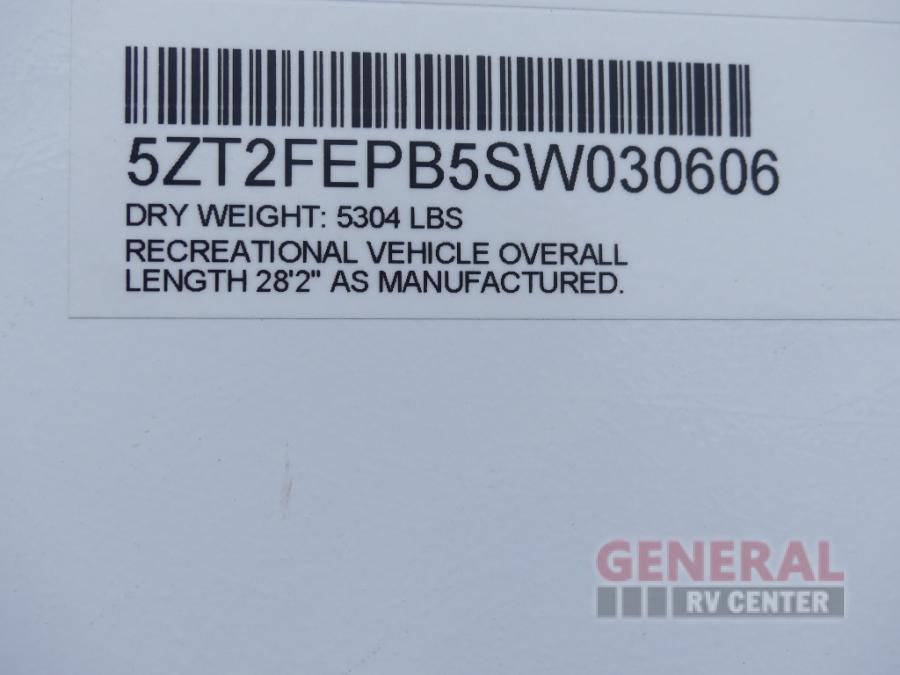 5ZT2FEPB5SW030606
DRY WEIGHT: 5304 LBS
RECREATIONAL VEHICLE OVERALL
LENGTH 28'2" AS MANUFACTURED.
GENERAL
RV CENTER